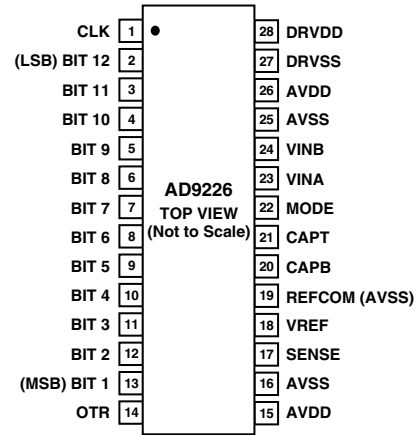 CLK 1 28 DRVDD
(LSB) BIT 12 2 27 DRVSS
BIT 11 3 26 AVDD
BIT 10 4 25 AVSS
BIT 9 5 24 VINB
BIT 8 6 23 VINA
BIT 7 7 22 MODE
BIT 6 8 21 CAPT
BIT 5 9 20 CAPB
BIT 4 10 19 REFCOM (AVSS)
BIT 3 11 18 VREF
BIT 2 12 17 SENSE
(MSB) BIT 1 13 16 AVSS
OTR 14 15 AVDD
AD9226
TOP VIEW
(Not to Scale)